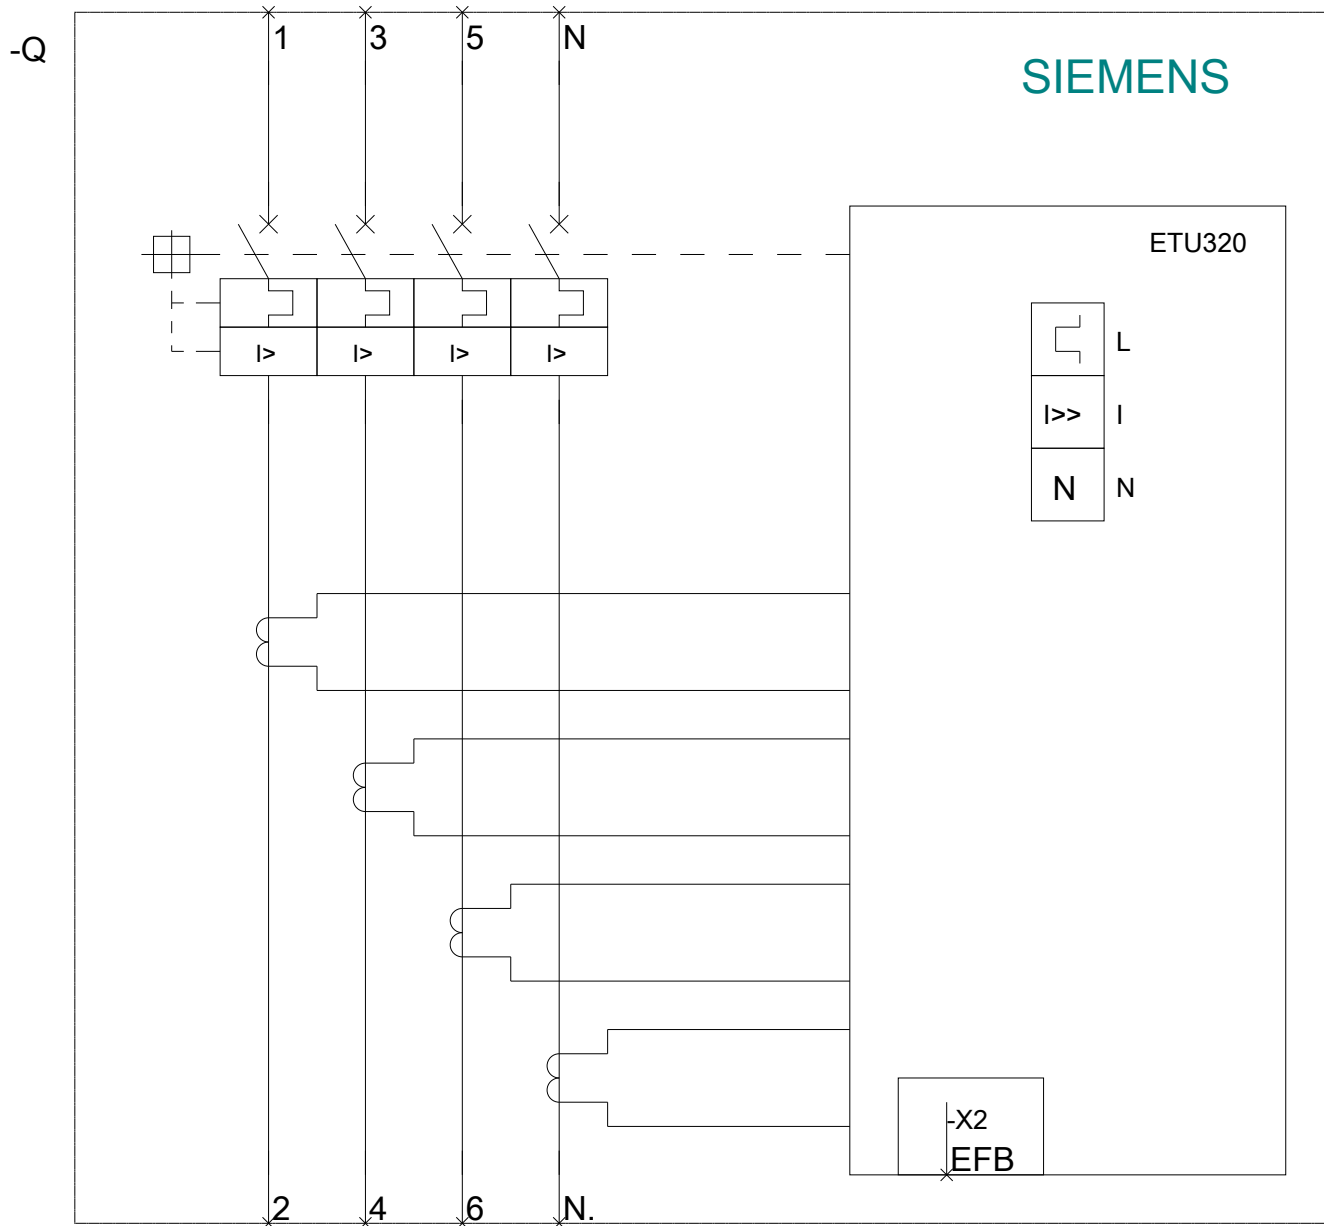 -Q
1 3 5 N
SIEMENS
ETU320
I> I> I> I>
L
I>> I
N N
-X2
EFB
2 4 6 N.